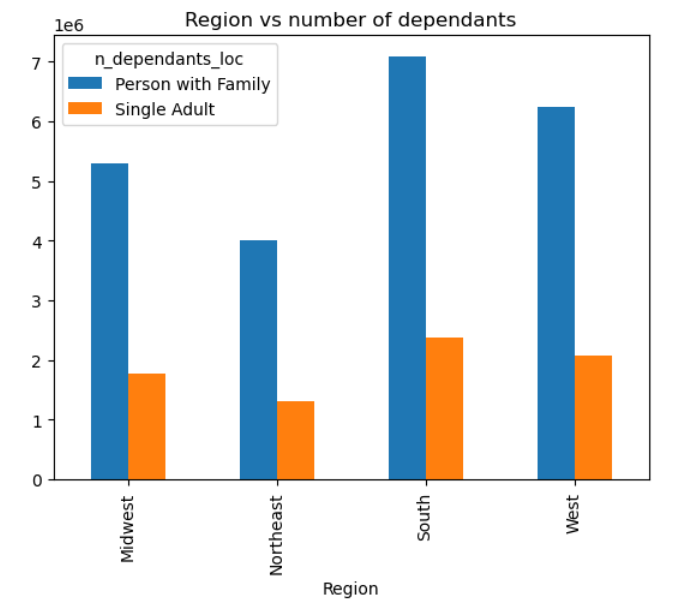 Region vs number of dependants
1e6
n_dependants_loc
Person with Family
Single Adult
7
6
5
4
3
2
1
0
Midwest
Northeast
South
West
Region